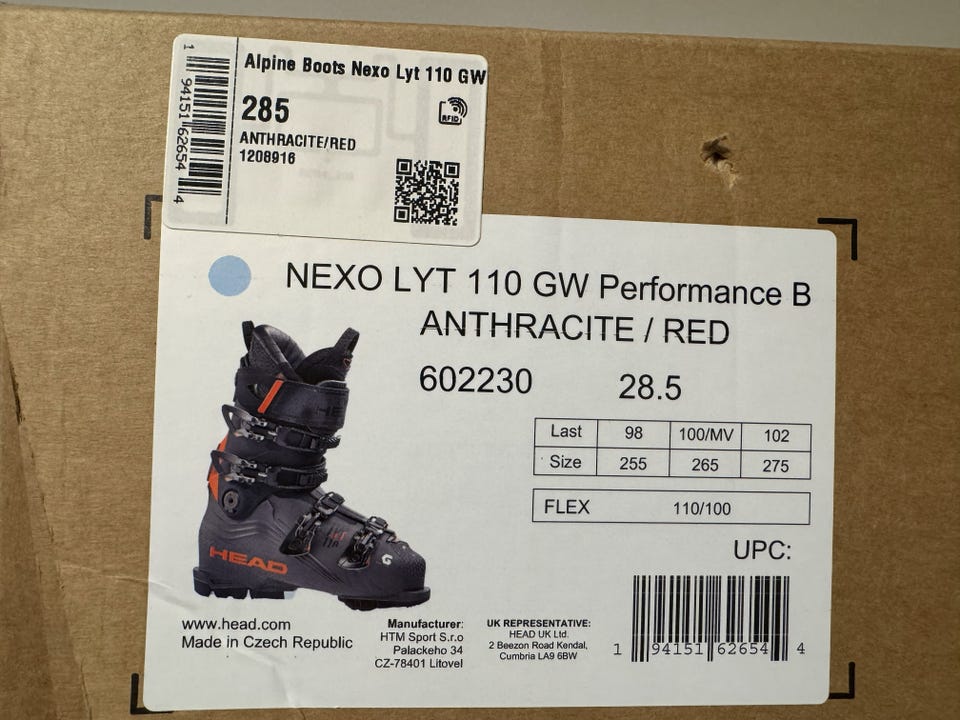 Alpine Boots Nexo Lyt 110 GW
285
RFID
ANTHRACITE/RED
1208916
1 94151 62654 4
NEXO LYT 110 GW Performance B
ANTHRACITE / RED
602230 28.5
Last 98 100/MV 102
Size 255 265 275
FLEX 110/100
UPC:
HEAD
www.head.com
Made in Czech Republic
Manufacturer:
HTM Sport S.r.o
Palackeho 34
CZ-78401 Litovel
UK REPRESENTATIVE:
HEAD UK Ltd.
2 Beezon Road Kendal,
Cumbria LA9 6BW
1 94151 62654 4